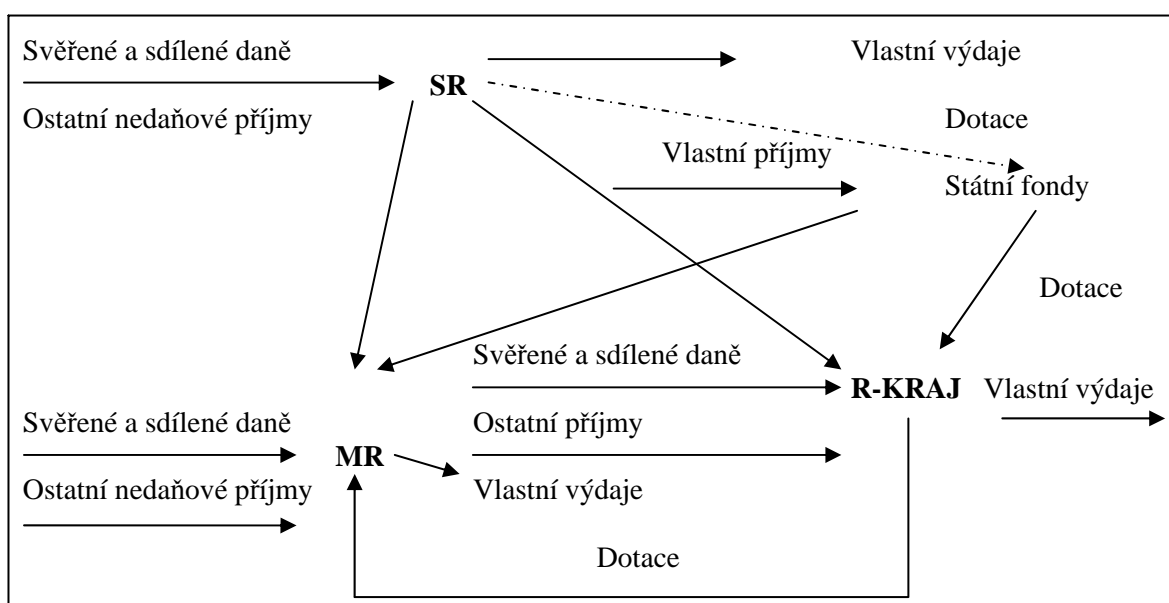 Svěřené a sdílené daně
Vlastní výdaje
SR
Ostatní nedaňové příjmy
Dotace
Vlastní příjmy
Státní fondy
Dotace
Svěřené a sdílené daně
R-KRAJ
Vlastní výdaje
Svěřené a sdílené daně
Ostatní příjmy
MR
Ostatní nedaňové příjmy
Vlastní výdaje
Dotace